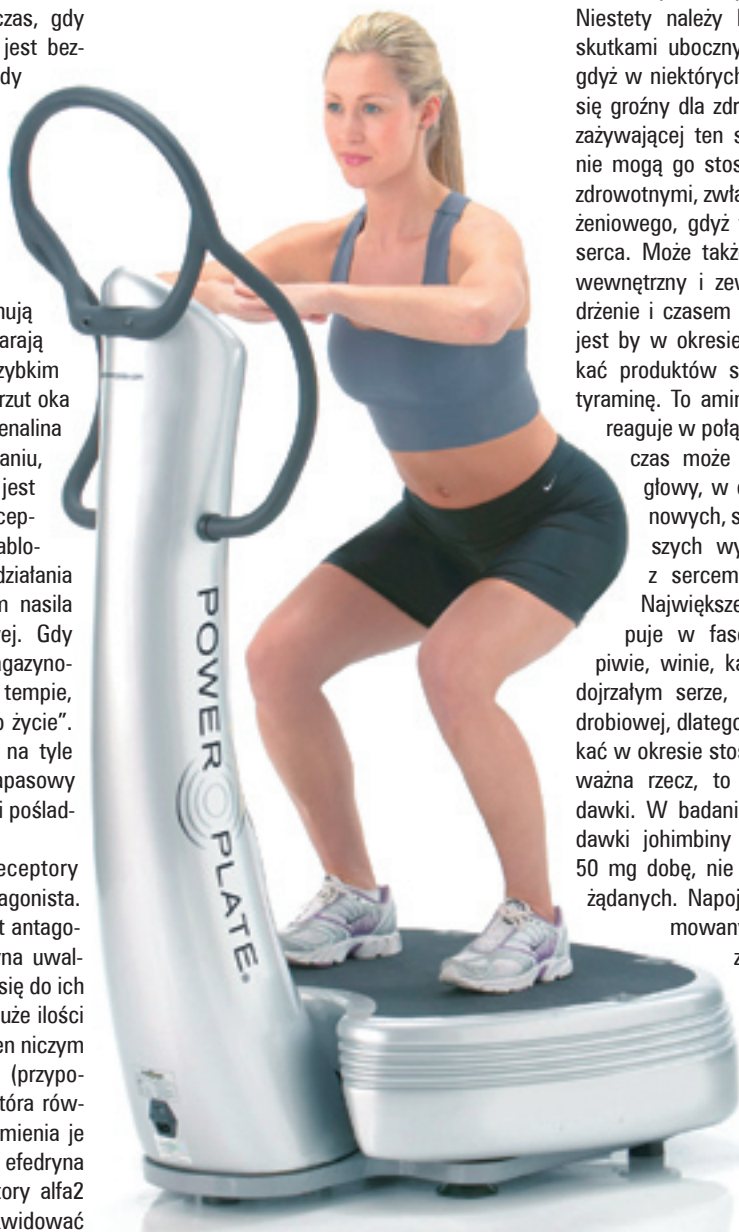 czas, gdy
jest bez-
dy
nują
arają
zybkim
rzut oka
enalina
aniu,
jest
cep-
ablo-
działania
m nasila
ej. Gdy
agazyno-
tempie,
o życie”.
na tyle
apasowy
i poślad-
eceptory
agonista.
t antago-
yna uwal-
się do ich
uże ilości
en niczym
(przypo-
tóra rów-
mienia je
efedryna
tory alfa2
widować
POWER PLATE®
Niestety należy
skutkami ubocznym
gdyż w niektórych
się groźny dla zdr
zażywającej ten s
nie mogą go stos
zdrowotnymi, zwła
żeniowego, gdyż
serca. Może takż
wewnętrzny i zew
drżenie i czasem
jest by w okresie
kać produktów s
tyraminę. To amin
reaguje w połą
czas może
głowy, w
nowych, s
szych wy
z sercem
Największe
puje w faso
piwie, winie, ka
dojrzałym serze,
drobiowej, dlatego
kać w okresie stos
ważna rzecz, to
dawki. W badani
dawki johimbiny
50 mg dobę, nie
żądanych. Napoj
mowany
z